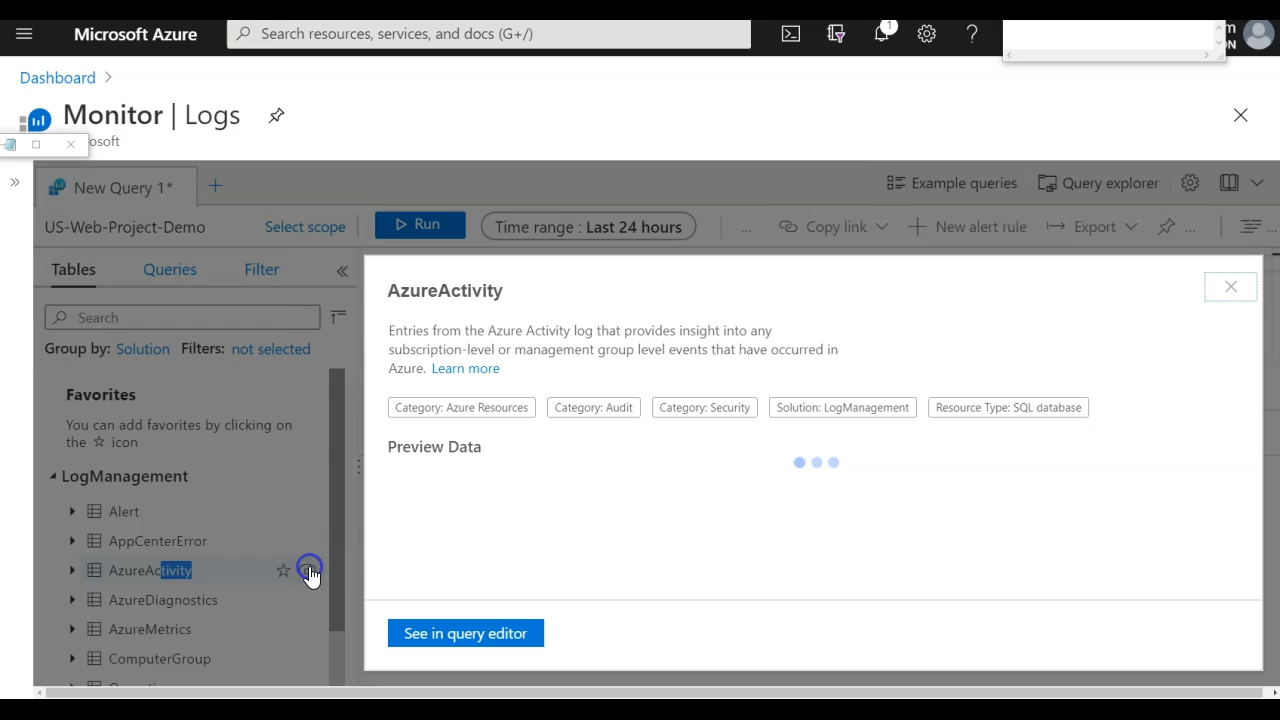 Microsoft Azure
Search resources, services, and docs (G+/)
1
Dashboard
Monitor | Logs
osoft
New Query 1*
Example queries
Query explorer
US-Web-Project-Demo
Select scope
Run
Time range : Last 24 hours
...
Copy link
New alert rule
Export
...
Tables
Queries
Filter
Search
Group by: Solution Filters: not selected
Favorites
You can add favorites by clicking on
the ☆ icon
LogManagement
Alert
AppCenterError
AzureActivity
AzureDiagnostics
AzureMetrics
ComputerGroup
AzureActivity
Entries from the Azure Activity log that provides insight into any
subscription-level or management group level events that have occurred in
Azure. Learn more
Category: Azure Resources
Category: Audit
Category: Security
Solution: LogManagement
Resource Type: SQL database
Preview Data
See in query editor